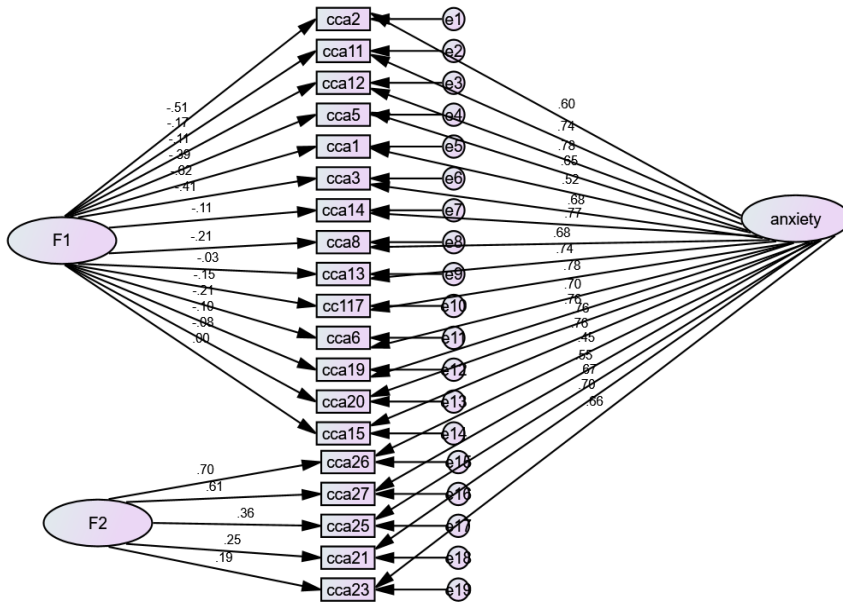 cca2 e1
cca11 e2
cca12 e3
cca5 e4
cca1 e5
cca3 e6
cca14 e7
cca8 e8
cca13 e9
cc117 e10
cca6 e11
cca19 e12
cca20 e13
cca15 e14
cca26 e15
cca27 e16
cca25 e17
cca21 e18
cca23 e19
F1
-.51
-.17
-.11
-.39
-.62
-.41
-.11
-.21
-.03
-.15
-.21
-.10
-.08
.00
F2
.70
.61
.36
.25
.19
anxiety
.60
.74
.78
.65
.52
.68
.77
.68
.74
.78
.70
.76
.76
.76
.45
.55
.67
.70
.66